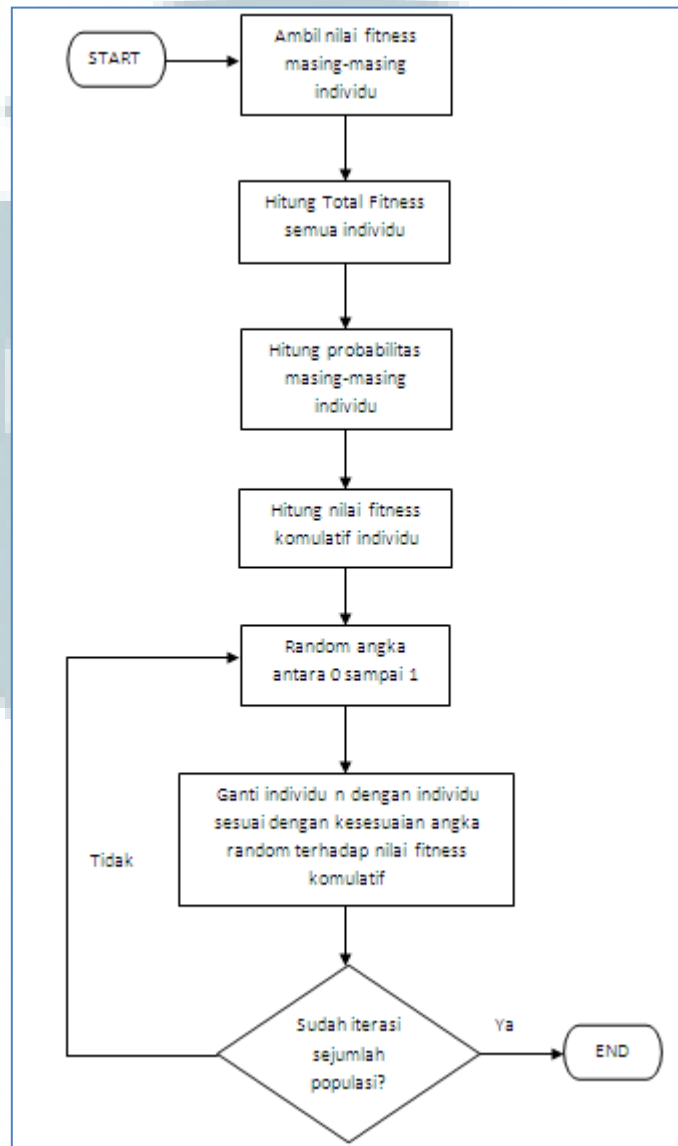 START
Ambil nilai fitness
masing-masing
individu
Hitung Total Fitness
semua individu
Hitung probabilitas
masing-masing
individu
Hitung nilai fitness
komulatif individu
Random angka
antara 0 sampai 1
Ganti individu n dengan individu
sesuai dengan kesesuaian angka
random terhadap nilai fitness
komulatif
Tidak
Sudah iterasi
sejumlah
populasi?
Ya
END